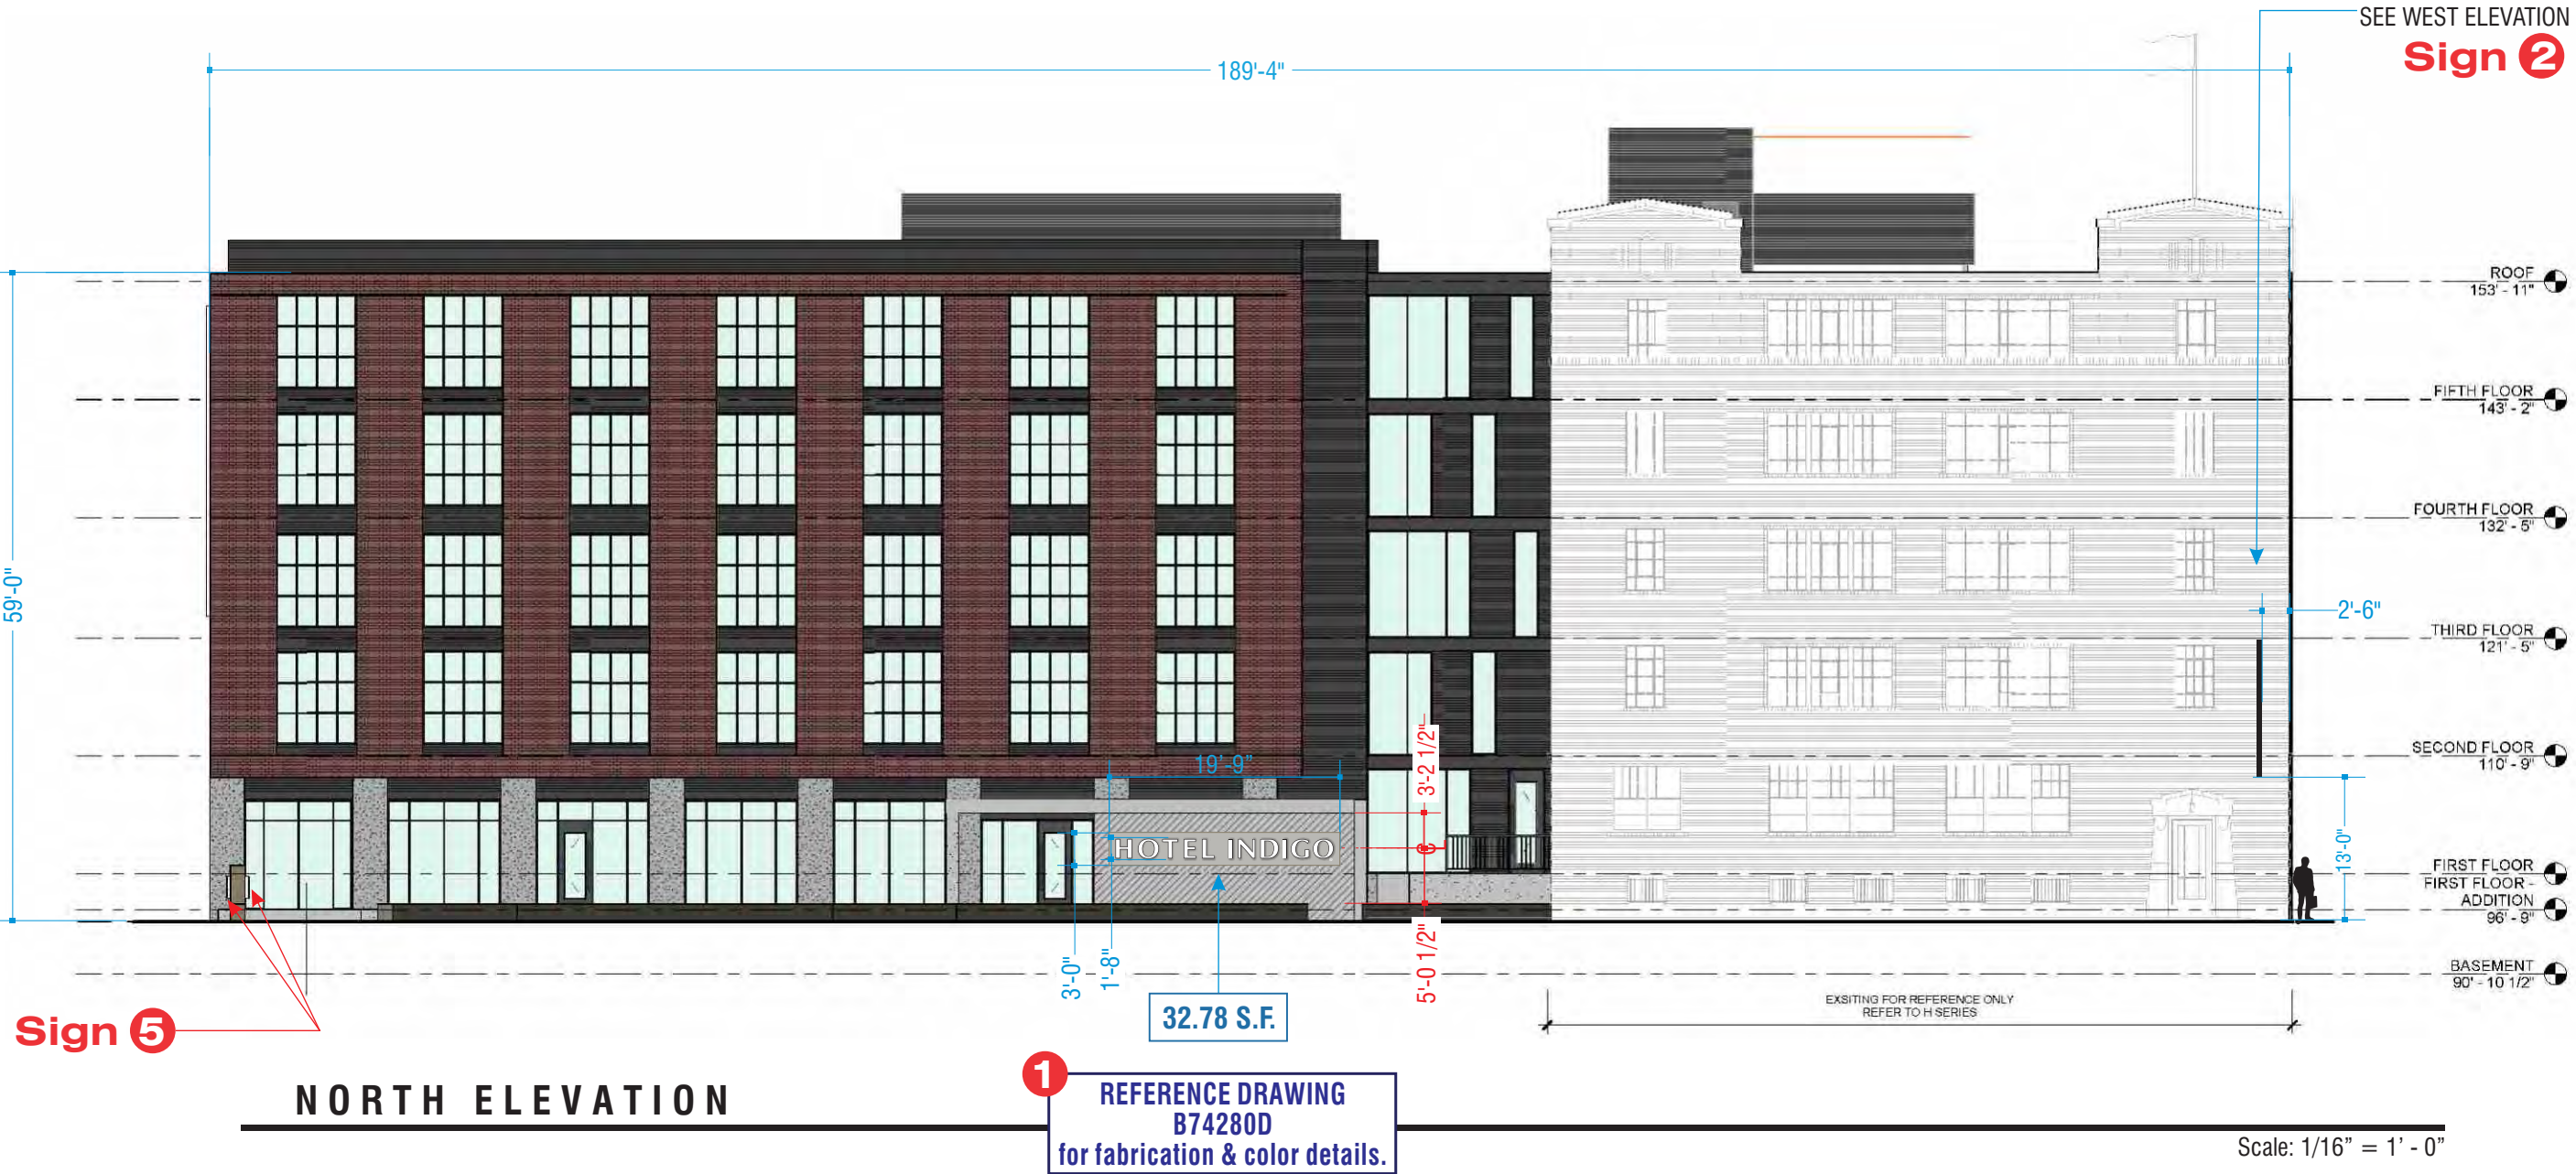 SEE WEST ELEVATION
Sign 2
189'-4"
ROOF
153' - 11"
FIFTH FLOOR
143' - 2"
FOURTH FLOOR
132' - 5"
59'-0"
2'-6"
THIRD FLOOR
121' - 5"
3'-2 1/2"
SECOND FLOOR
110' - 9"
19'-9"
HOTEL INDIGO
13'-0"
FIRST FLOOR
FIRST FLOOR -
ADDITION
96' - 9"
3'-0"
1'-8"
5'-0 1/2"
BASEMENT
90' - 10 1/2"
32.78 S.F.
EXSITING FOR REFERENCE ONLY
REFER TO H SERIES
Sign 5
NORTH ELEVATION
1
REFERENCE DRAWING
B74280D
for fabrication & color details.
Scale: 1/16” = 1’ - 0”